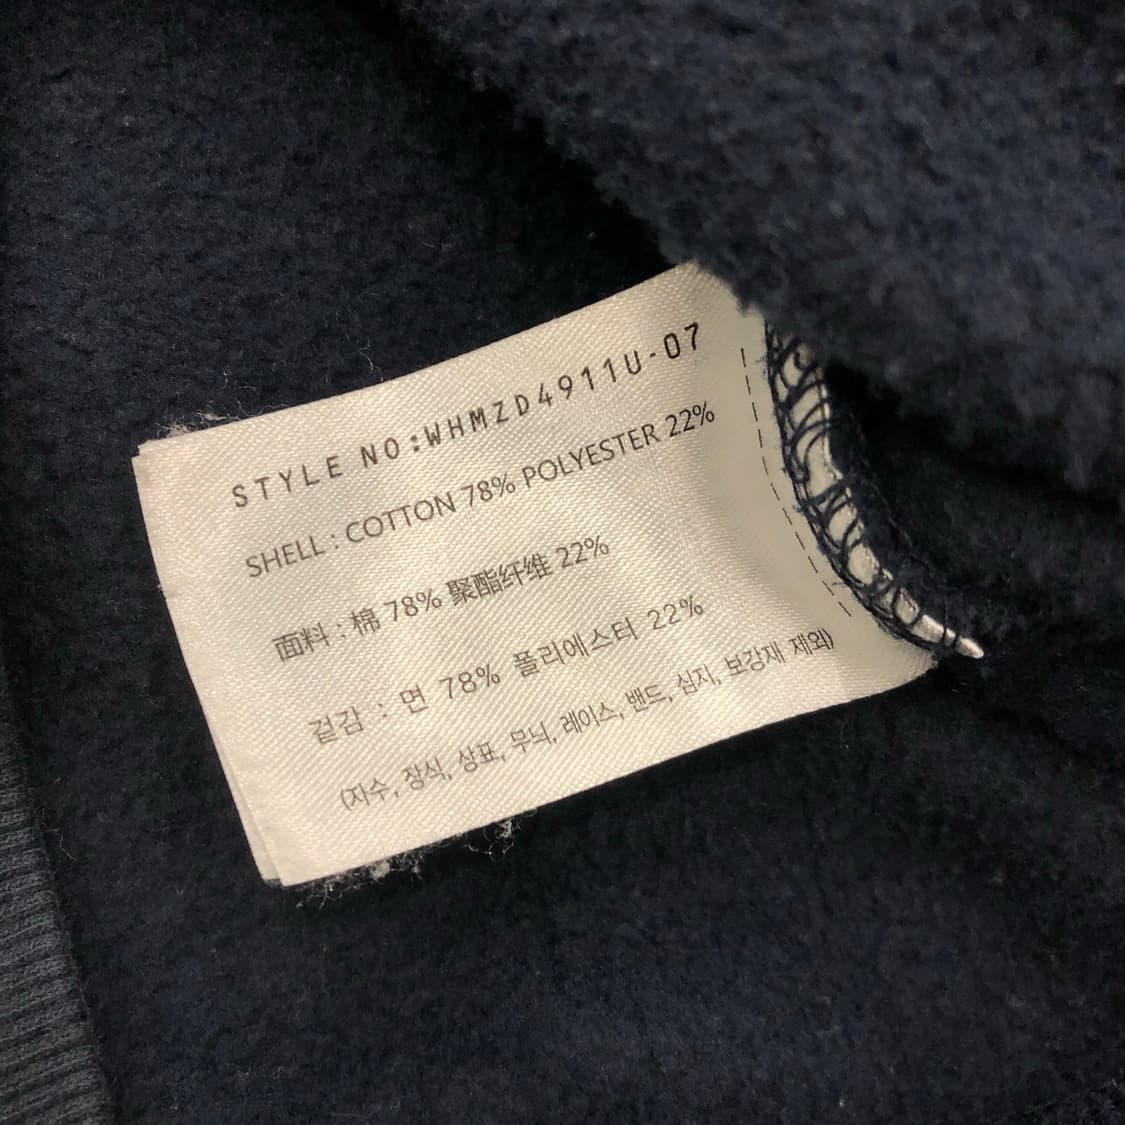 STYLE NO:WHMZD4911U-07
SHELL : COTTON 78% POLYESTER 22%
面料 : 棉 78% 聚酯纤维 22%
겉감 : 면 78% 폴리에스터 22%
(자수, 장식, 상표, 무늬, 레이스, 밴드, 심지, 보강재 제외)